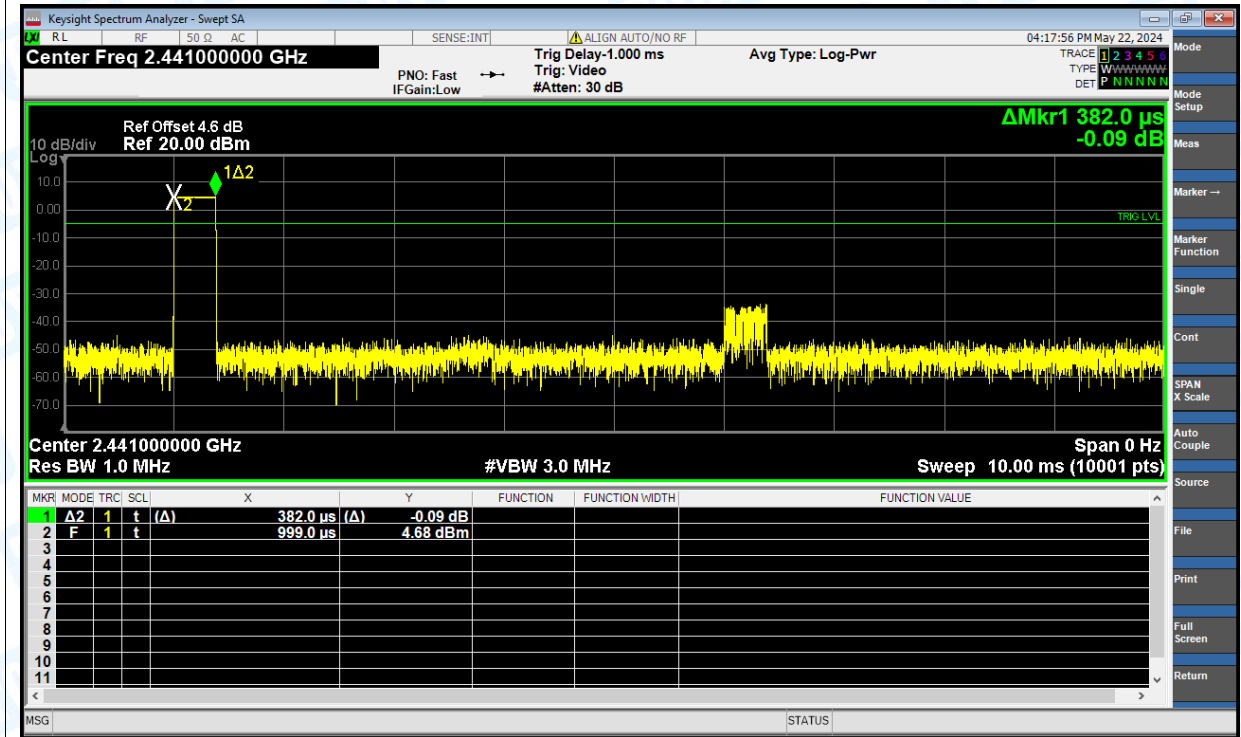 Keysight Spectrum Analyzer - Swept SA
LXI RL RF 50 Ω AC SENSE:INT ALIGN AUTO/NO RF 04:17:56 PM May 22, 2024
Center Freq 2.441000000 GHz
PNO: Fast
IFGain:Low
Trig Delay-1.000 ms
Trig: Video
#Atten: 30 dB
Avg Type: Log-Pwr
TRACE 1 2 3 4 5 6
TYPE WWWWWW
DET P N N N N N
Ref Offset 4.6 dB
10 dB/div Ref 20.00 dBm
Log
ΔMkr1 382.0 µs
-0.09 dB
10.0
0.00
-10.0
-20.0
-30.0
-40.0
-50.0
-60.0
-70.0
1Δ2
X2
TRIG LVL
Center 2.441000000 GHz Span 0 Hz
Res BW 1.0 MHz #VBW 3.0 MHz Sweep 10.00 ms (10001 pts)
MKR MODE TRC SCL X Y FUNCTION FUNCTION WIDTH FUNCTION VALUE
1 Δ2 1 t (Δ) 382.0 µs (Δ) -0.09 dB
2 F 1 t 999.0 µs 4.68 dBm
3
4
5
6
7
8
9
10
11
MSG STATUS
Mode
Mode Setup
Meas
Marker →
Marker Function
Single
Cont
SPAN X Scale
Auto Couple
Source
File
Print
Full Screen
Return